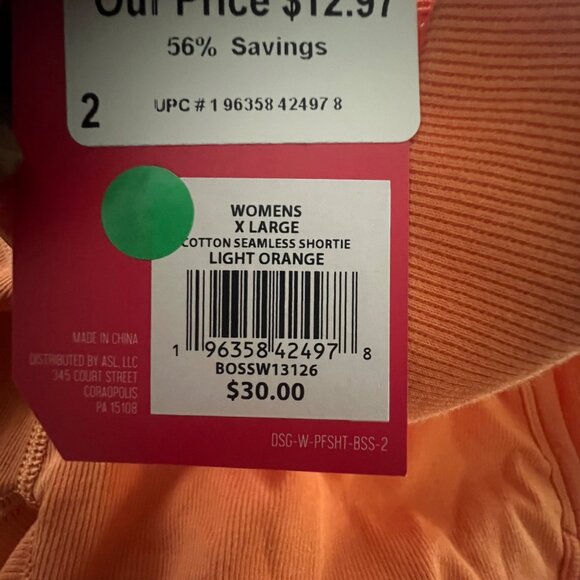 Our Price $12.97
56% Savings
2
UPC # 1 96358 42497 8
WOMENS
X LARGE
COTTON SEAMLESS SHORTIE
LIGHT ORANGE
1 96358 42497 8
BOSSW13126
$30.00
MADE IN CHINA
DISTRIBUTED BY ASL, LLC
345 COURT STREET
CORAOPOLIS
PA 15108
DSG-W-PFSHT-BSS-2